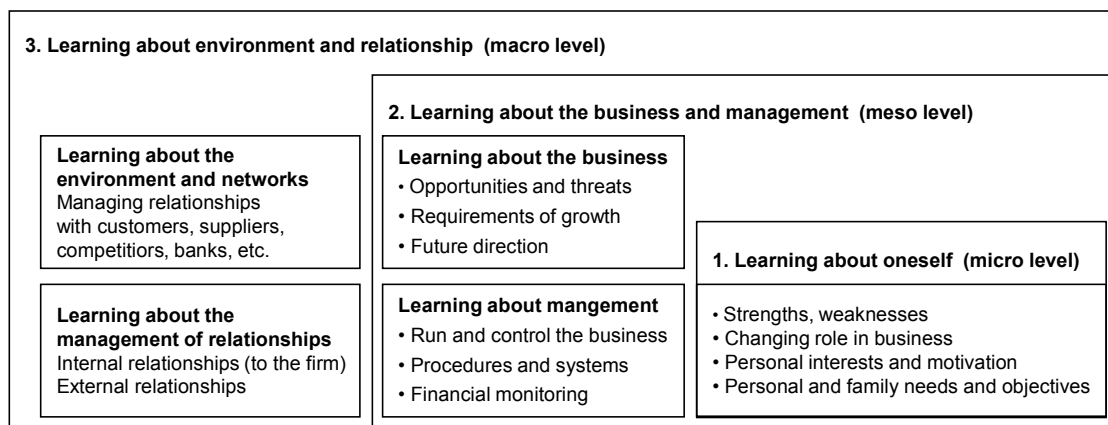 3. Learning about environment and relationship (macro level)
2. Learning about the business and management (meso level)
Learning about the
environment and networks
Managing relationships
with customers, suppliers,
competitiors, banks, etc.
Learning about the
management of relationships
Internal relationships (to the firm)
External relationships
Learning about the business
• Opportunities and threats
• Requirements of growth
• Future direction
Learning about mangement
• Run and control the business
• Procedures and systems
• Financial monitoring
1. Learning about oneself (micro level)
• Strengths, weaknesses
• Changing role in business
• Personal interests and motivation
• Personal and family needs and objectives